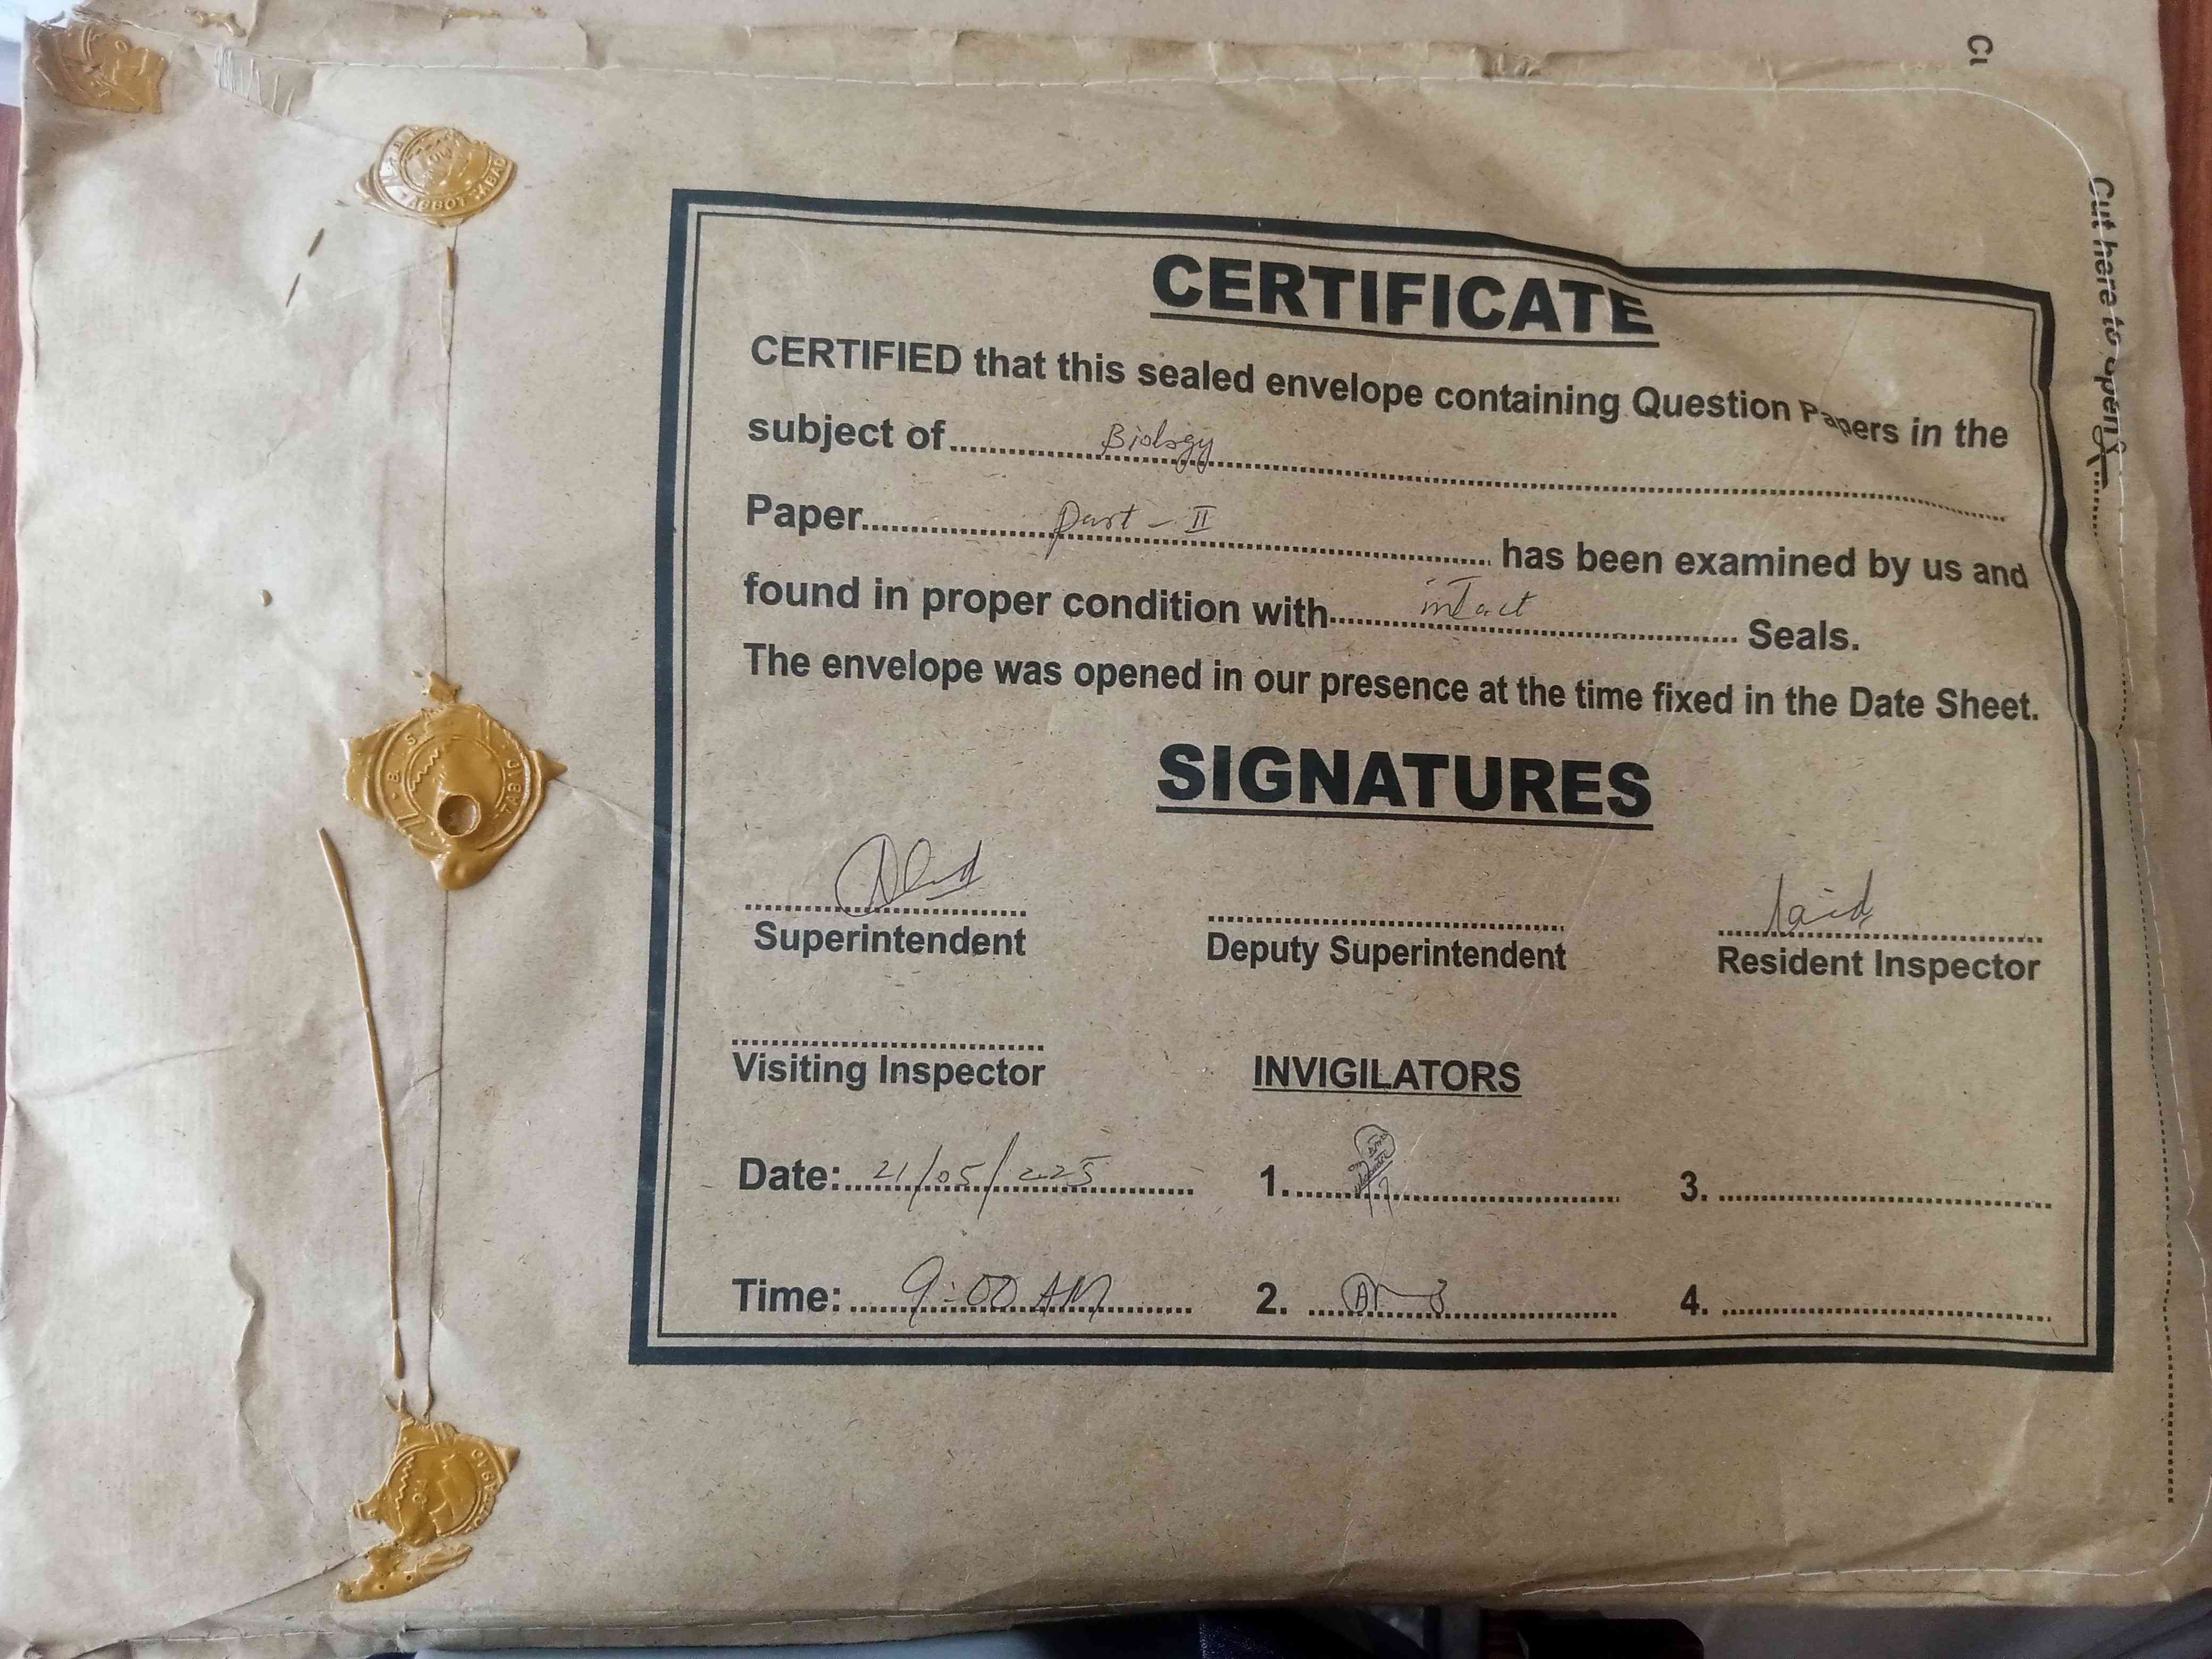 Cut here to open
CERTIFICATE
CERTIFIED that this sealed envelope containing Question Papers in the
subject of.......... Biology ..........
Paper.......... Part - II .......... has been examined by us and
found in proper condition with.......... intact .......... Seals.
The envelope was opened in our presence at the time fixed in the Date Sheet.
SIGNATURES
Superintendent Deputy Superintendent Resident Inspector
Visiting Inspector INVIGILATORS
Date: 21/05/2025 1. .......... 3. ..........
Time: 9:00 AM 2. .......... 4. ..........